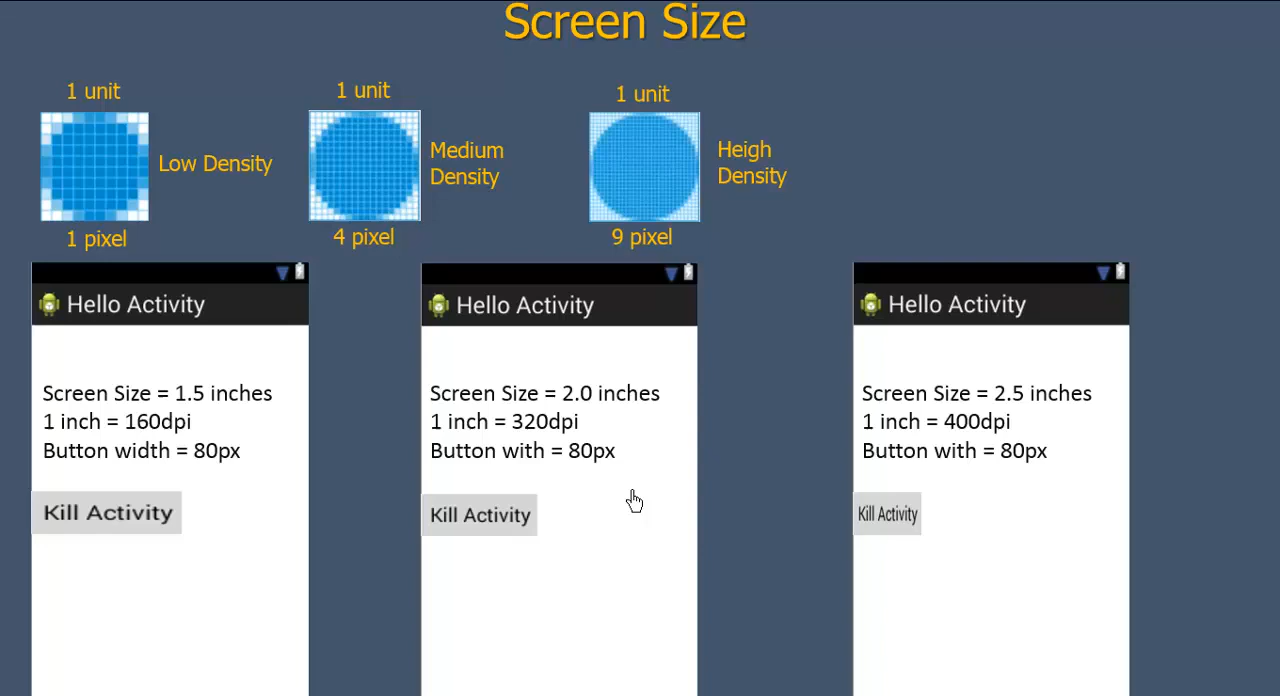 Screen Size
1 unit
1 unit
1 unit
Low Density
Medium
Density
Heigh
Density
1 pixel
4 pixel
9 pixel
Hello Activity
Screen Size = 1.5 inches
1 inch = 160dpi
Button width = 80px
Kill Activity
Hello Activity
Screen Size = 2.0 inches
1 inch = 320dpi
Button with = 80px
Kill Activity
Hello Activity
Screen Size = 2.5 inches
1 inch = 400dpi
Button with = 80px
Kill Activity